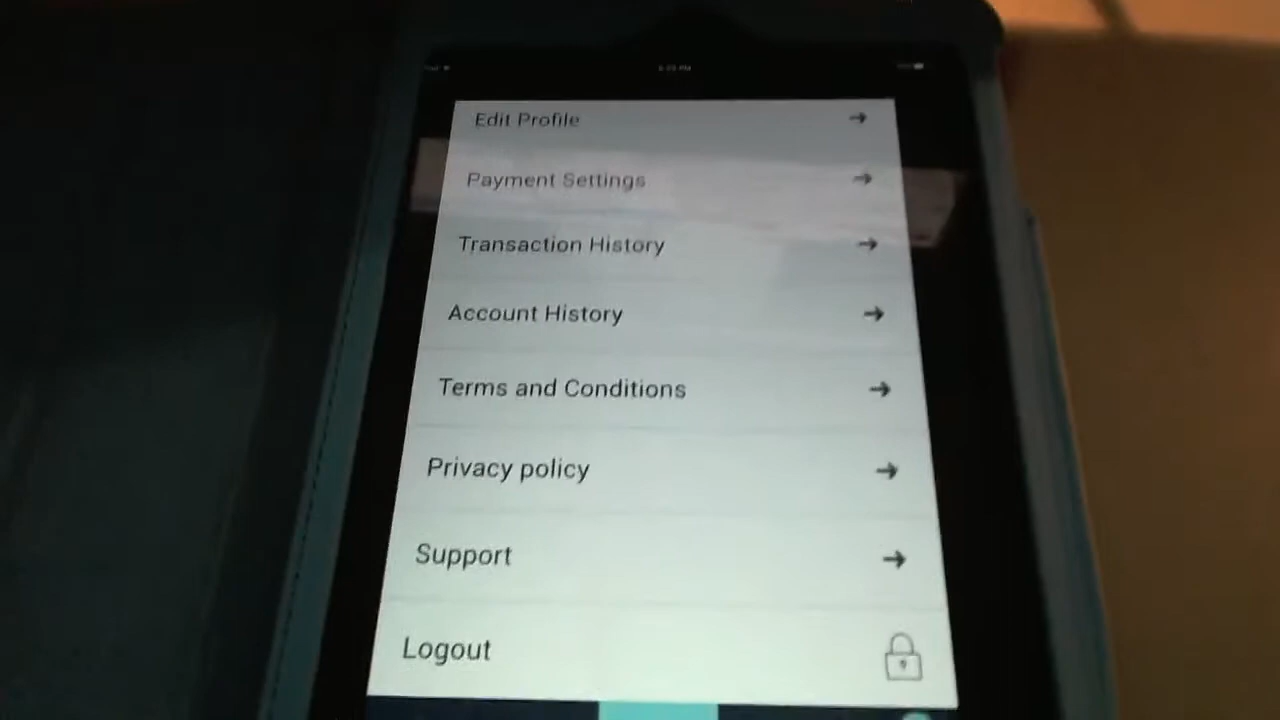 Edit Profile
Payment Settings
Transaction History
Account History
Terms and Conditions
Privacy policy
Support
Logout